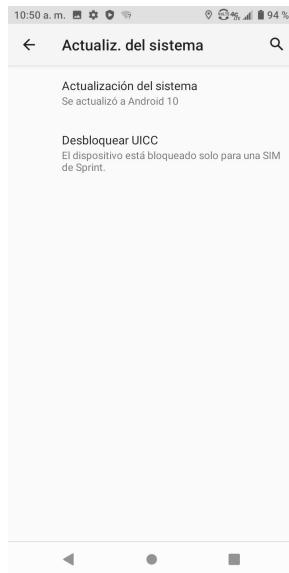 10:50 a. m. 94 %
Actualiz. del sistema
Actualización del sistema
Se actualizó a Android 10
Desbloquear UICC
El dispositivo está bloqueado solo para una SIM
de Sprint.